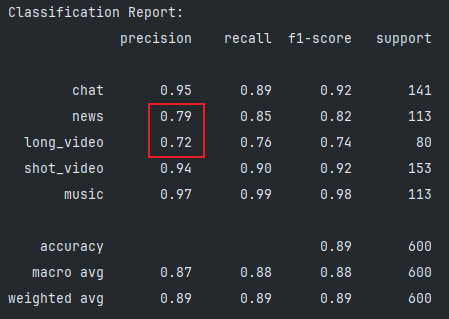 Classification Report:
precision recall f1-score support
chat 0.95 0.89 0.92 141
news 0.79 0.85 0.82 113
long_video 0.72 0.76 0.74 80
shot_video 0.94 0.90 0.92 153
music 0.97 0.99 0.98 113
accuracy 0.89 600
macro avg 0.87 0.88 0.88 600
weighted avg 0.89 0.89 0.89 600